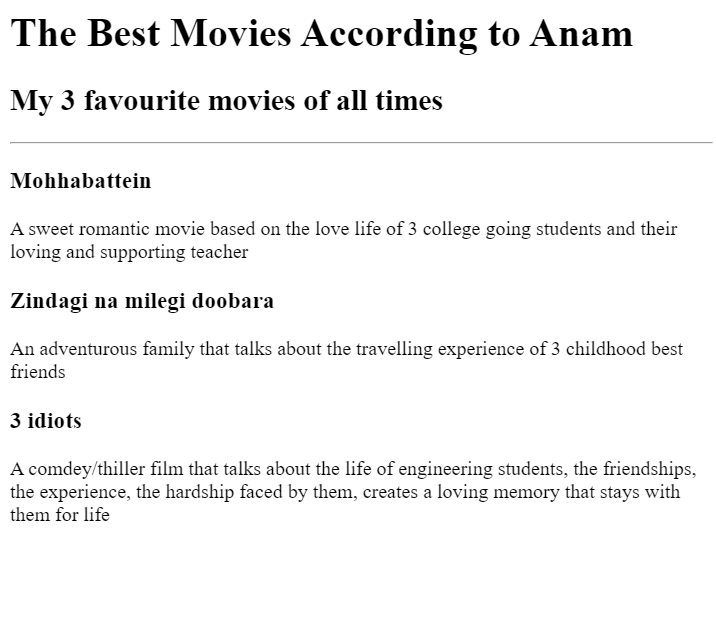 The Best Movies According to Anam
My 3 favourite movies of all times
Mohhabattein
A sweet romantic movie based on the love life of 3 college going students and their
loving and supporting teacher
Zindagi na milegi doobara
An adventurous family that talks about the travelling experience of 3 childhood best
friends
3 idiots
A comdey/thiller film that talks about the life of engineering students, the friendships,
the experience, the hardship faced by them, creates a loving memory that stays with
them for life